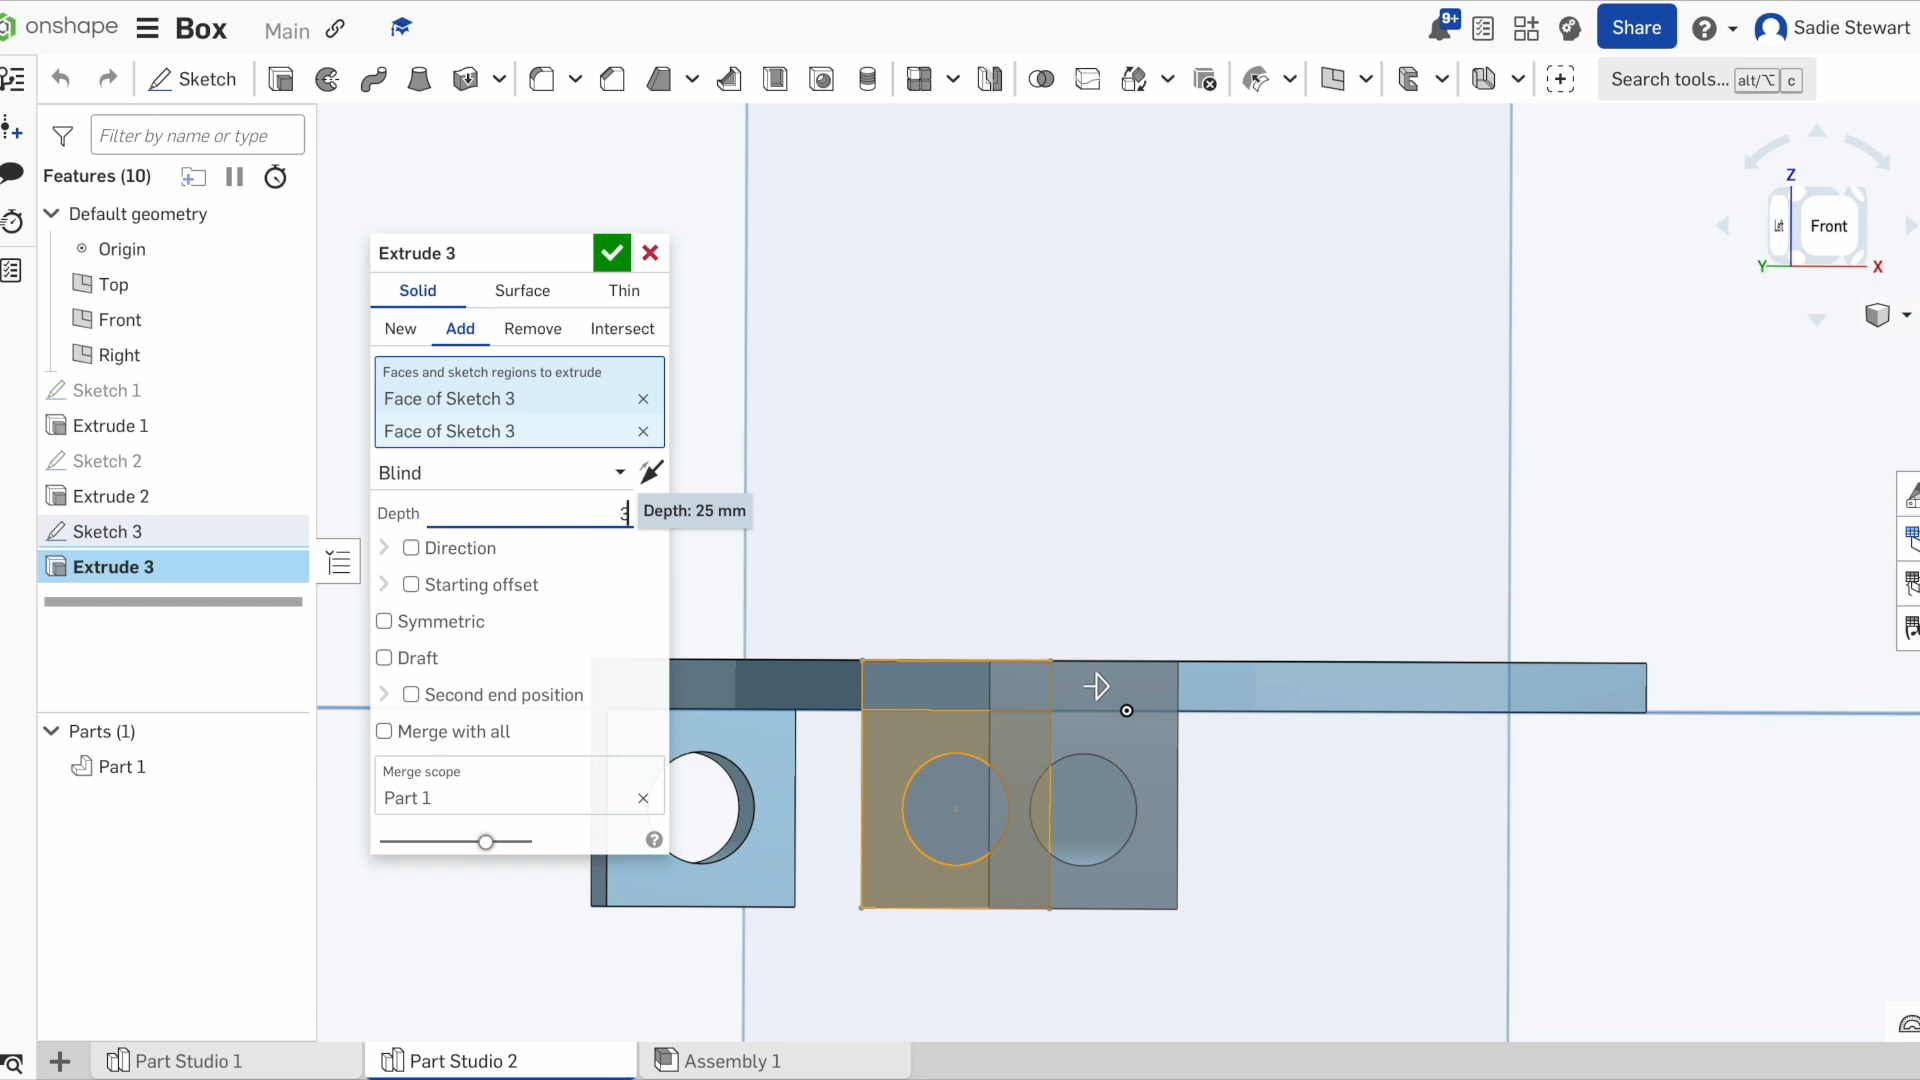 onshape Box Main 9+ Share Sadie Stewart
Sketch Search tools... alt/⌥ c
Filter by name or type
Features (10)
Default geometry
Origin
Top
Front
Right
Sketch 1
Extrude 1
Sketch 2
Extrude 2
Sketch 3
Extrude 3
Parts (1)
Part 1
Extrude 3
Solid Surface Thin
New Add Remove Intersect
Faces and sketch regions to extrude
Face of Sketch 3
Face of Sketch 3
Blind
Depth 3
Depth: 25 mm
Direction
Starting offset
Symmetric
Draft
Second end position
Merge with all
Merge scope
Part 1
Z
Left Front
Y X
Part Studio 1 Part Studio 2 Assembly 1